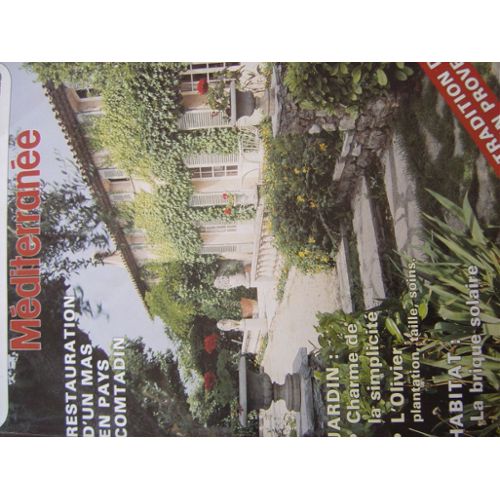 Méditerranée
RESTAURATION
D'UN MAS
EN PAYS
COMTADIN
TRADITION
N PROVE
JARDIN :
Charme de
la simplicité
L'Olivier
plantation, taille, soins.
HABITAT :
La brique solaire